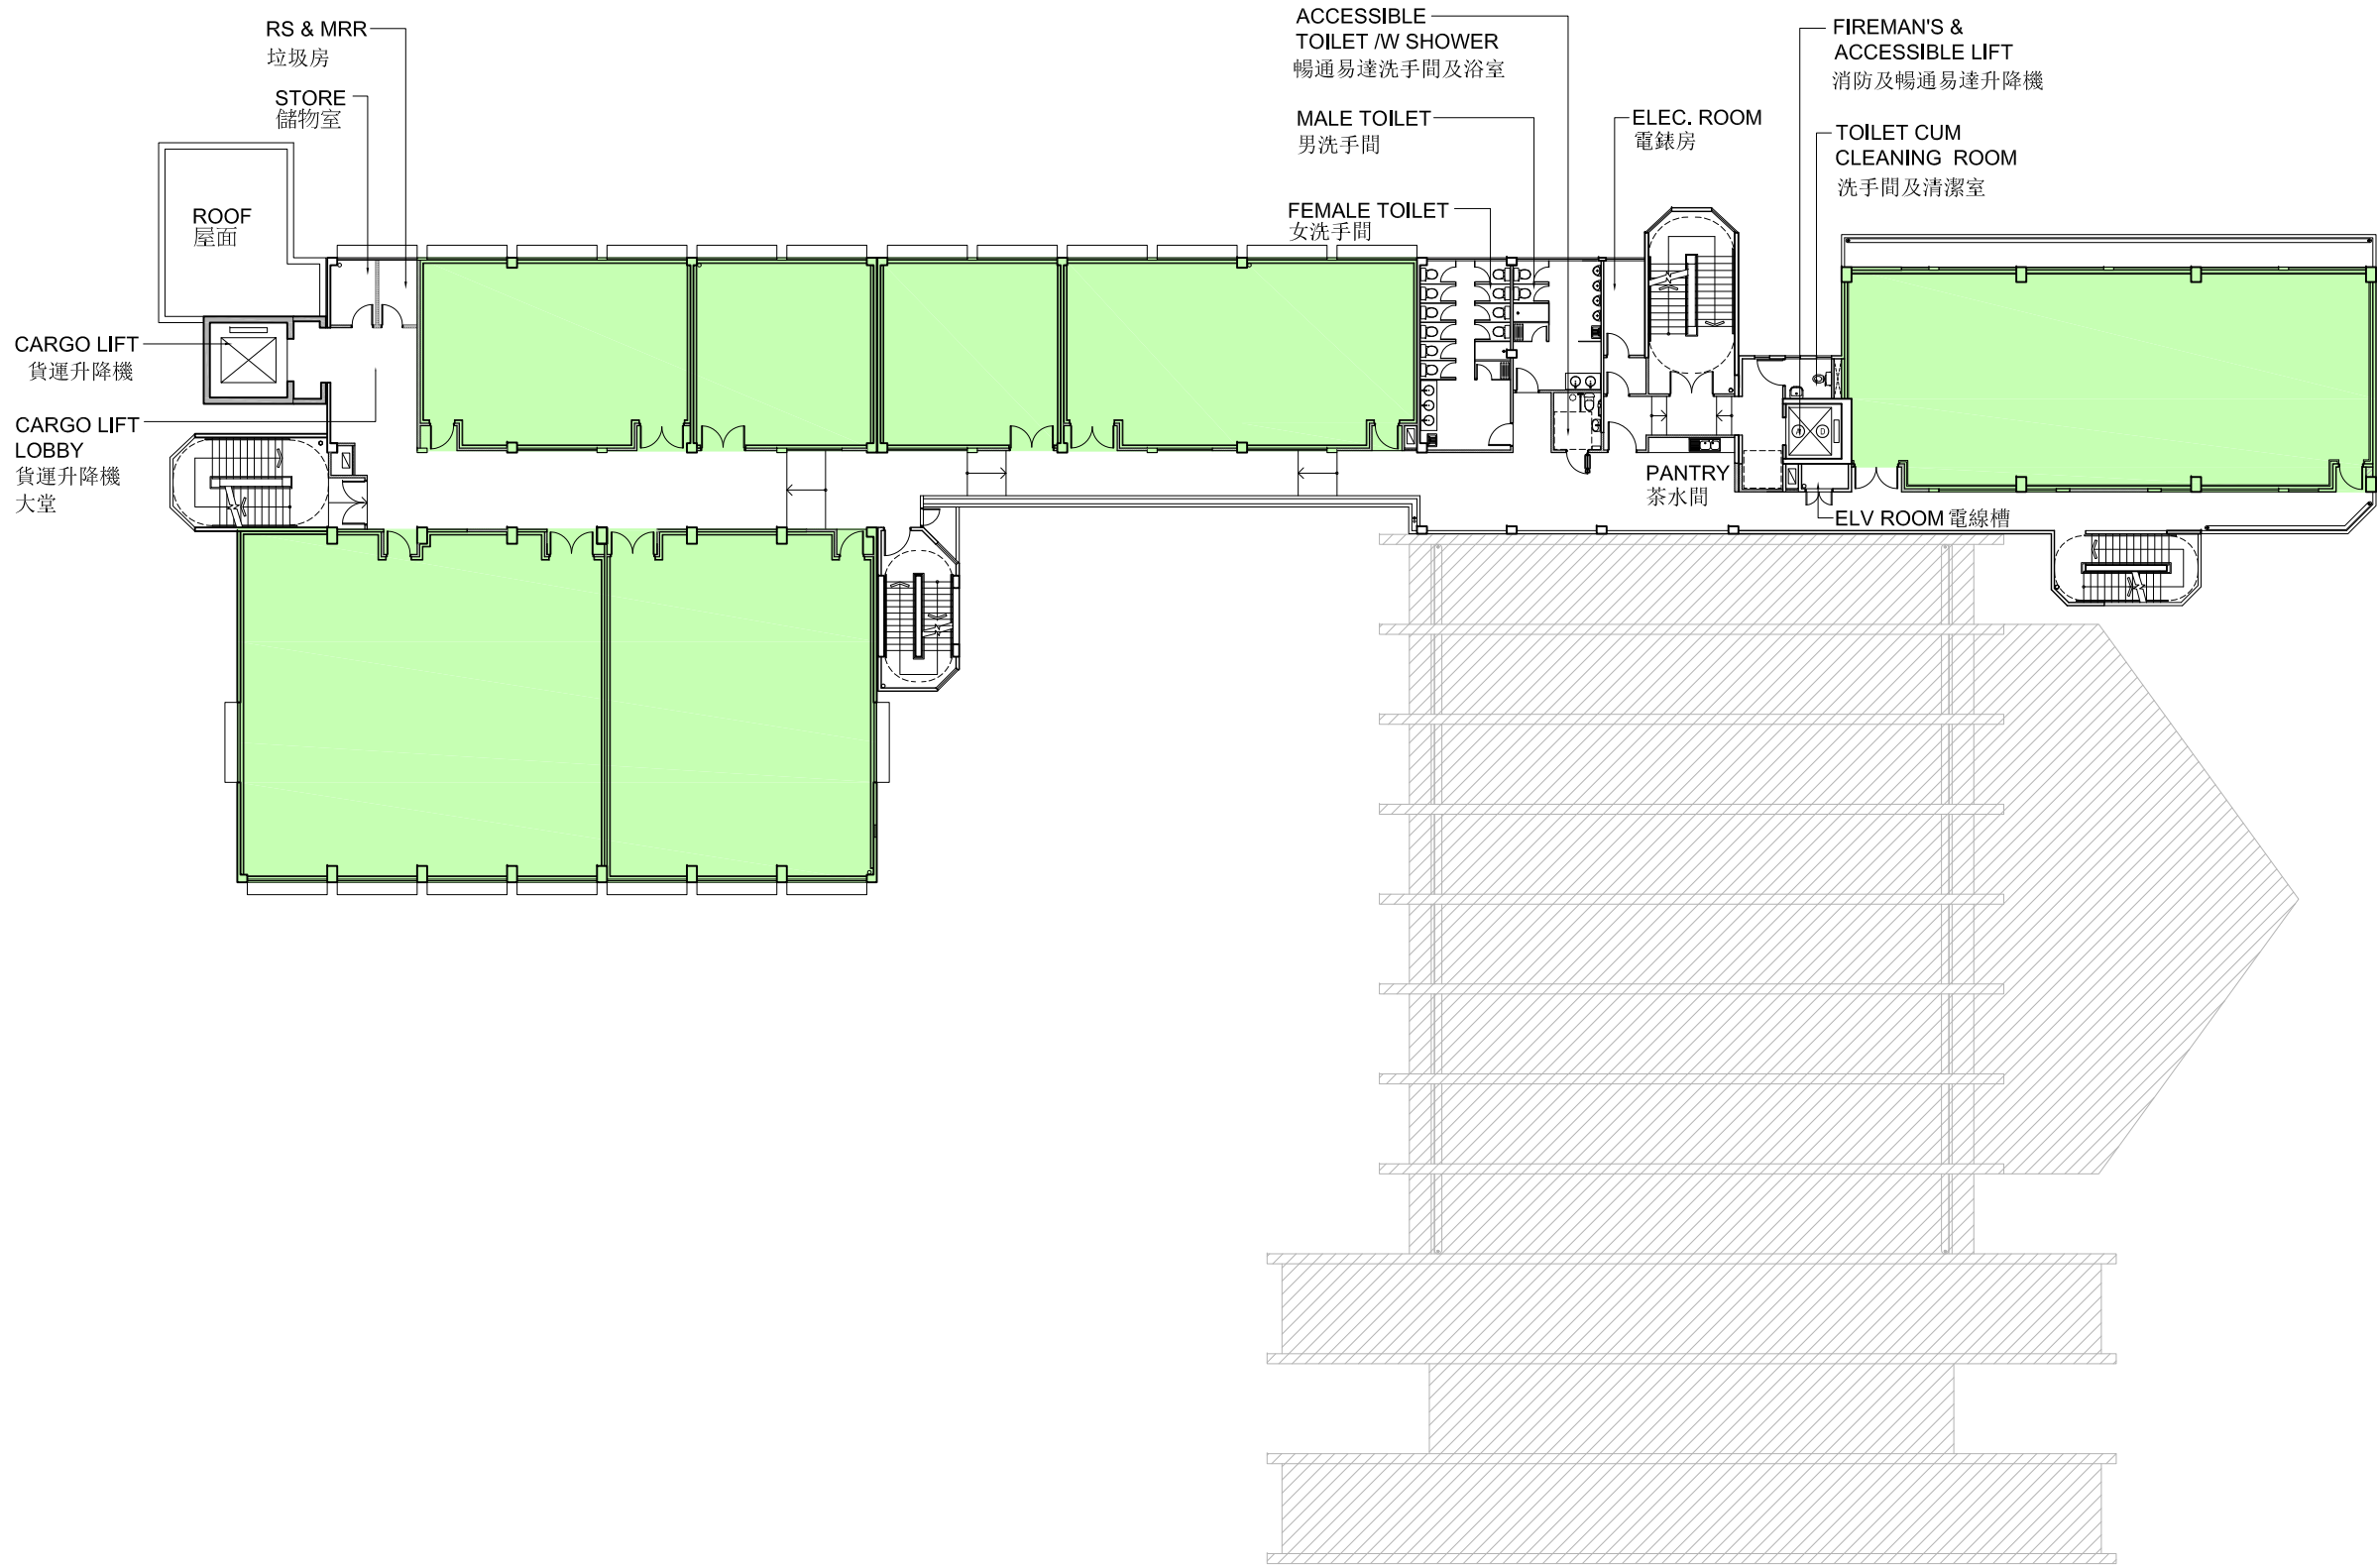 RS & MRR
垃圾房
STORE
儲物室
ROOF
屋面
CARGO LIFT
貨運升降機
CARGO LIFT
LOBBY
貨運升降機
大堂
ACCESSIBLE
TOILET /W SHOWER
暢通易達洗手間及浴室
MALE TOILET
男洗手間
FEMALE TOILET
女洗手間
ELEC. ROOM
電錶房
FIREMAN'S &
ACCESSIBLE LIFT
消防及暢通易達升降機
TOILET CUM
CLEANING ROOM
洗手間及清潔室
A D
PANTRY
茶水間
ELV ROOM 電線槽